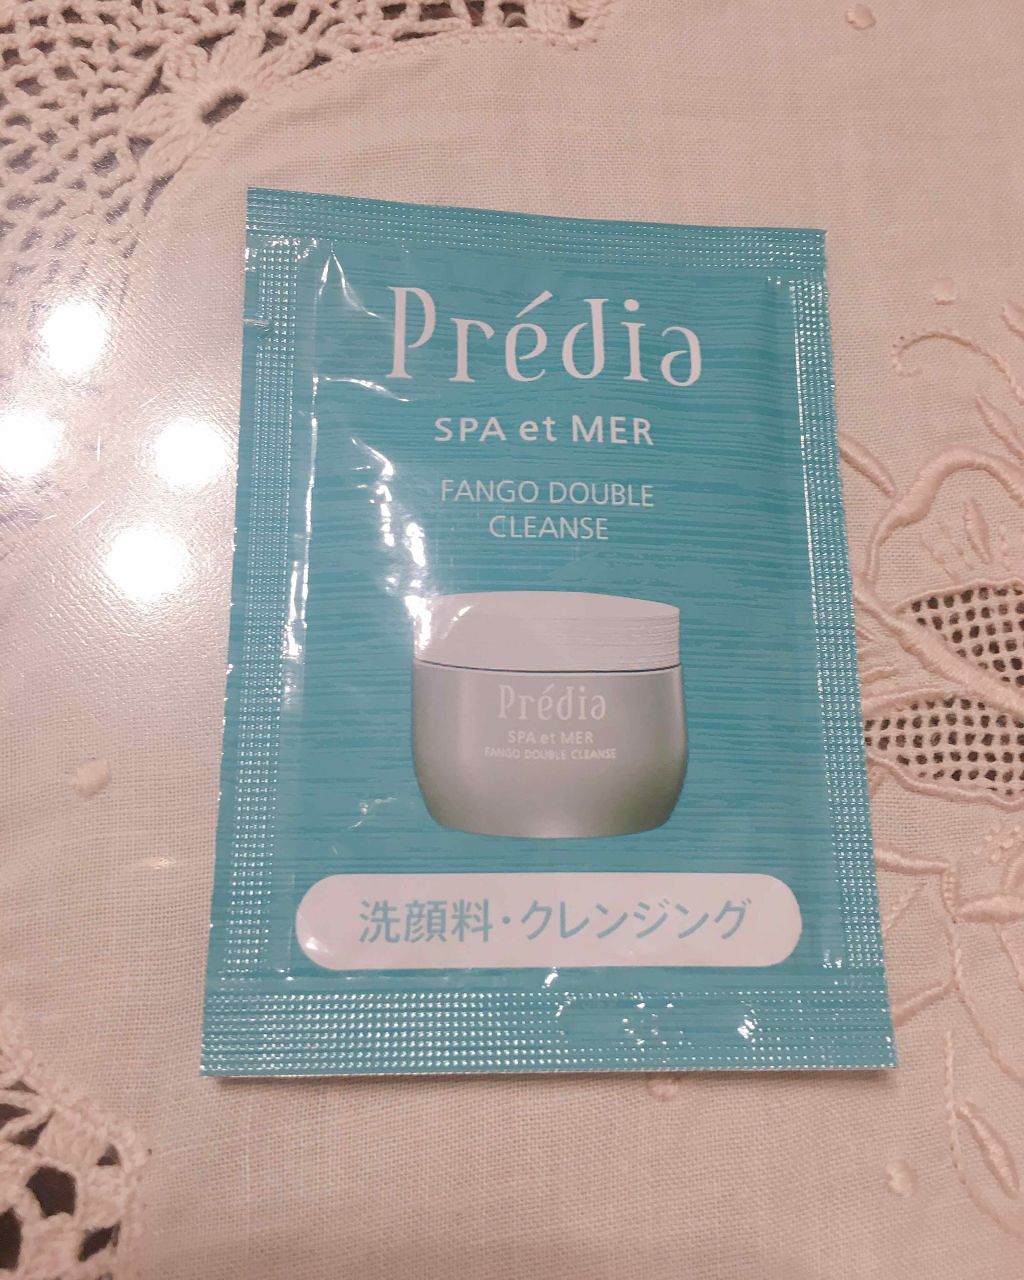 Prédia
SPA et MER
FANGO DOUBLE
CLEANSE
Prédia
SPA et MER
FANGO DOUBLE CLEANSE
洗顔料・クレンジング